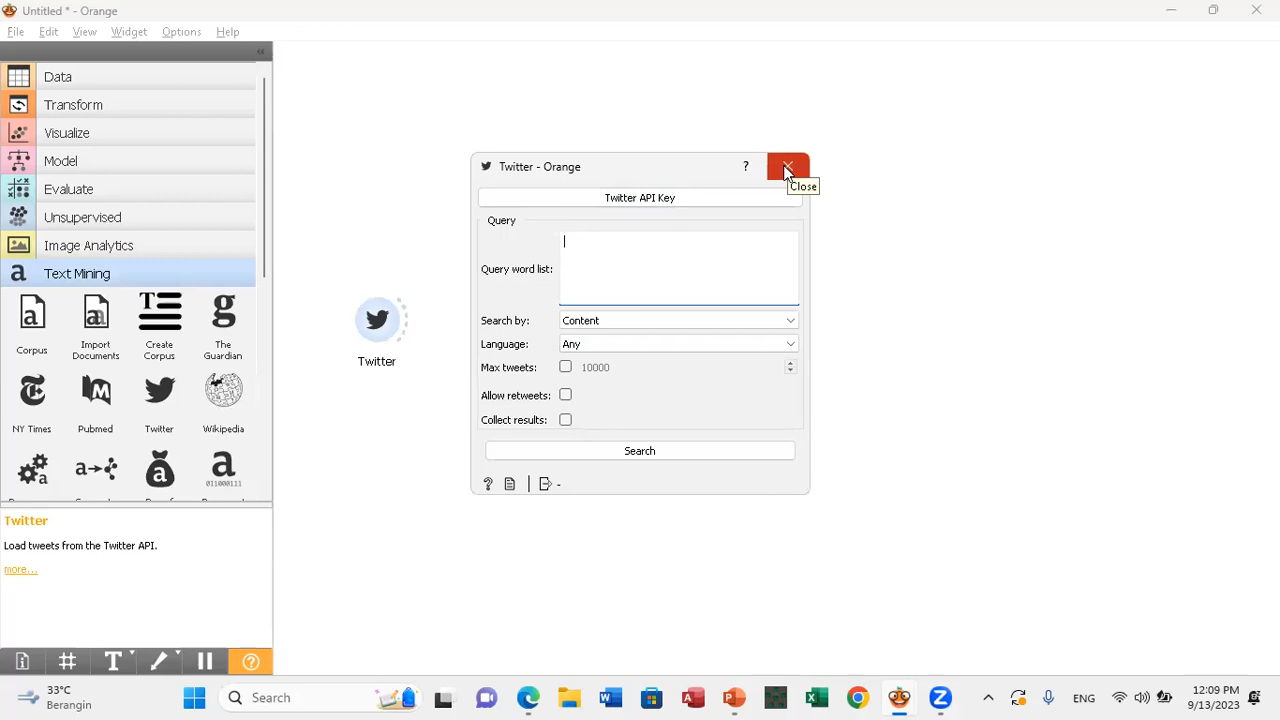 Untitled * - Orange
File Edit View Widget Options Help
Data
Transform
Visualize
Model
Evaluate
Unsupervised
Image Analytics
Text Mining
Corpus
Import Documents
Create Corpus
The Guardian
NY Times
Pubmed
Twitter
Wikipedia
Twitter
Load tweets from the Twitter API.
more...
Twitter
Twitter - Orange
Close
Twitter API Key
Query
Query word list:
Search by: Content
Language: Any
Max tweets: 10000
Allow retweets:
Collect results:
Search
33°C
Berangin
Search
ENG
12:09 PM
9/13/2023